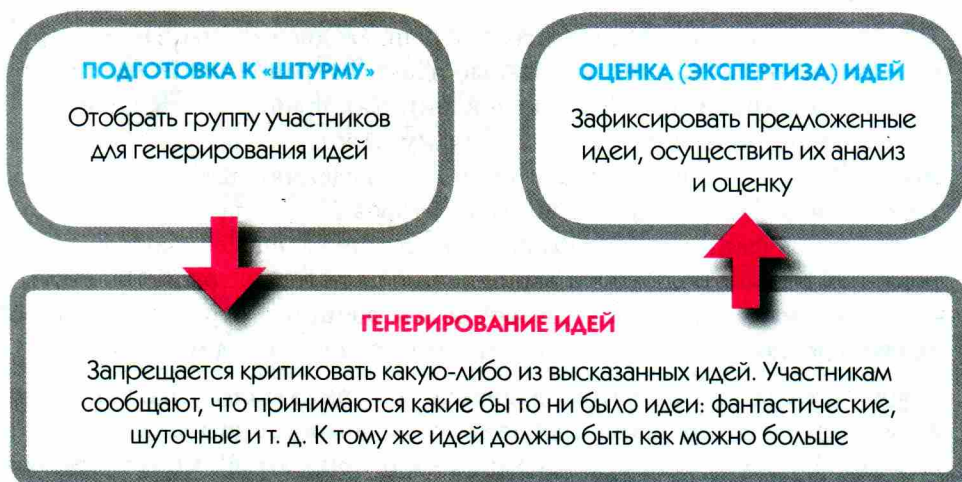 ПОДГОТОВКА К «ШТУРМУ»
Отобрать группу участников
для генерирования идей
ОЦЕНКА (ЭКСПЕРТИЗА) ИДЕЙ
Зафиксировать предложенные
идеи, осуществить их анализ
и оценку
ГЕНЕРИРОВАНИЕ ИДЕЙ
Запрещается критиковать какую-либо из высказанных идей. Участникам
сообщают, что принимаются какие бы то ни было идеи: фантастические,
шуточные и т. д. К тому же идей должно быть как можно больше